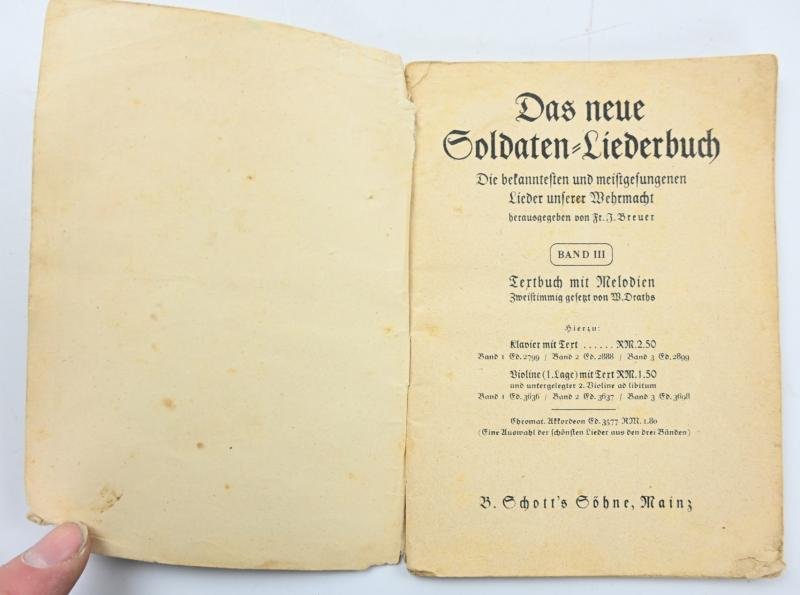 Das neue
Soldaten-Liederbuch
Die bekanntesten und meistgesungenen
Lieder unserer Wehrmacht
herausgegeben von Fr. J. Breuer
BAND III
Textbuch mit Melodien
Zweistimmig gesetzt von W. Draths
Hierzu:
Klavier mit Text ...... RM. 2.50
Band 1 Ed. 2799 / Band 2 Ed. 2888 / Band 3 Ed. 2899
Violine (1. Lage) mit Text RM. 1.50
und untergelegter 2. Violine ad libitum
Band 1 Ed. 3636 / Band 2 Ed. 3637 / Band 3 Ed. 3698
Chromat. Akkordeon Ed. 3577 RM. 1.80
(Eine Auswahl der schönsten Lieder aus den drei Bänden)
B. Schott's Söhne, Mainz